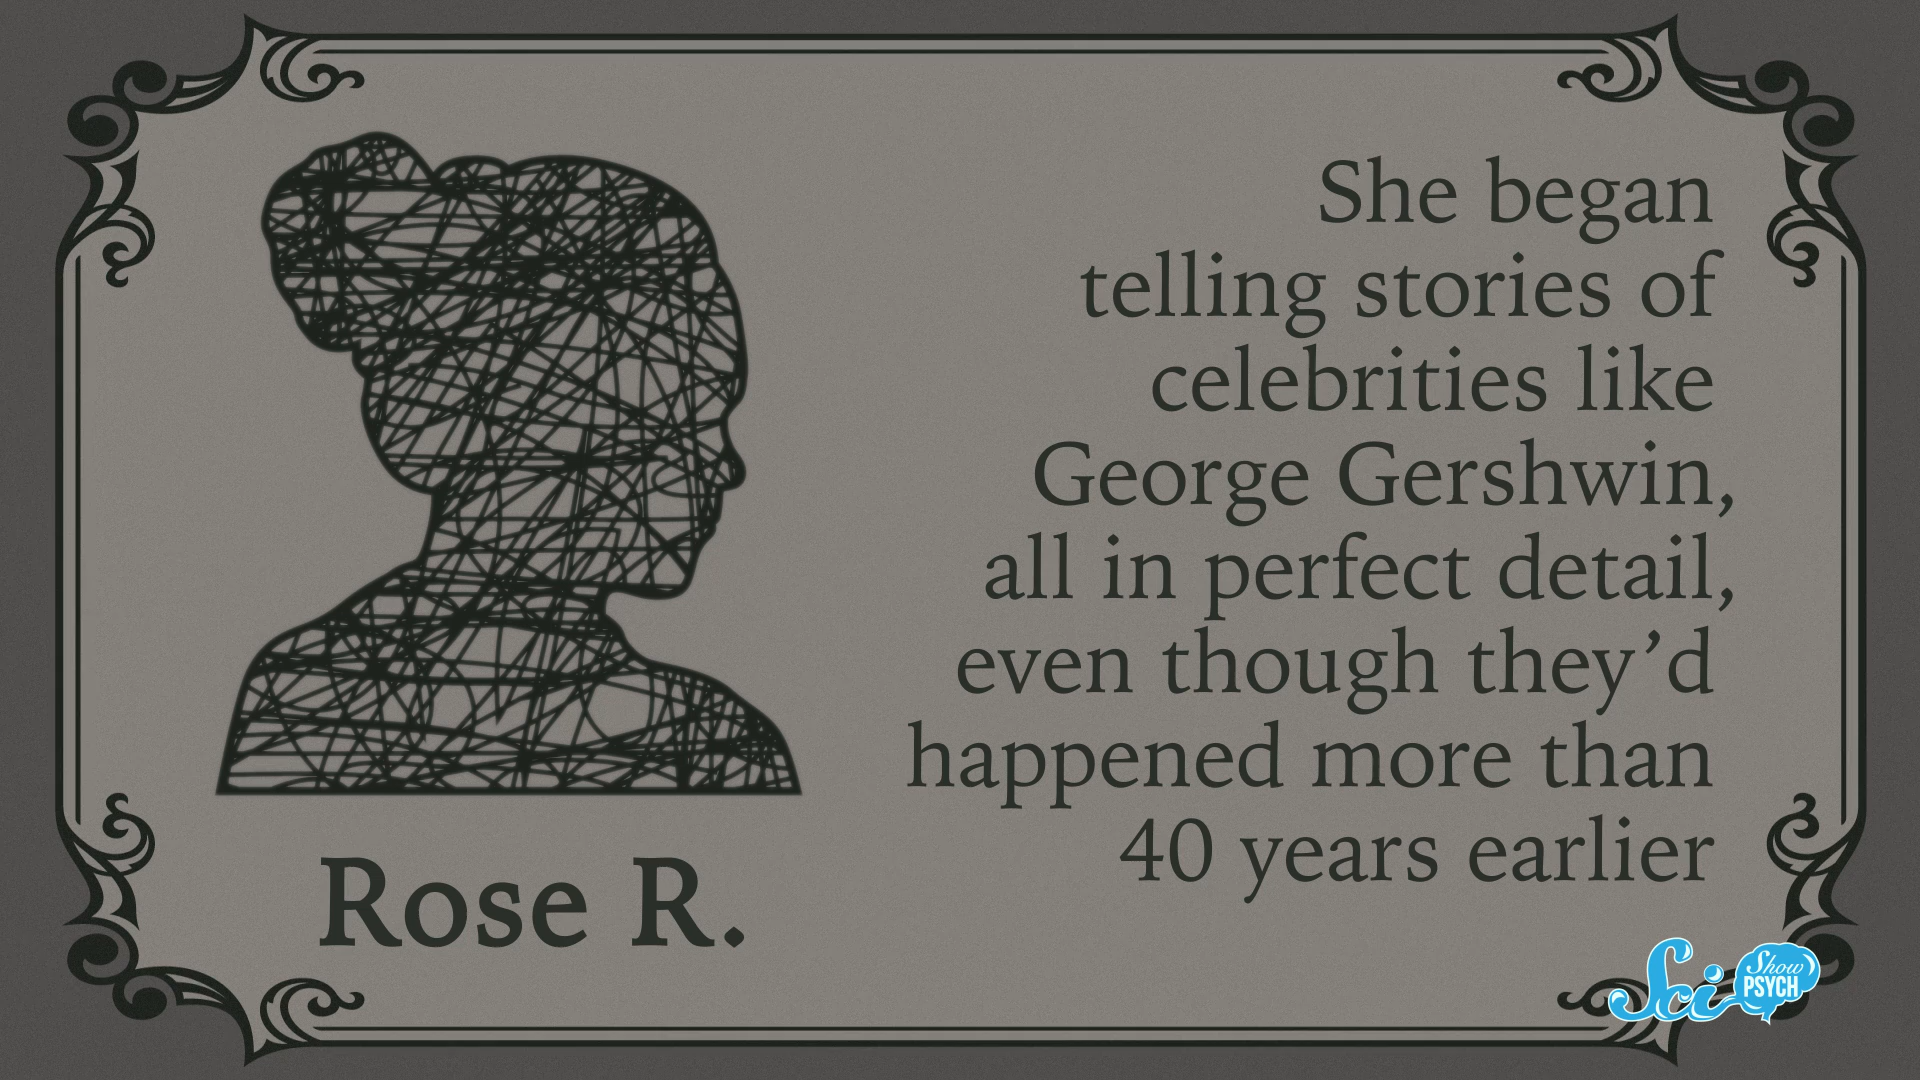 She began
telling stories of
celebrities like
George Gershwin,
all in perfect detail,
even though they’d
happened more than
40 years earlier
Rose R.
Sci
Show
PSYCH